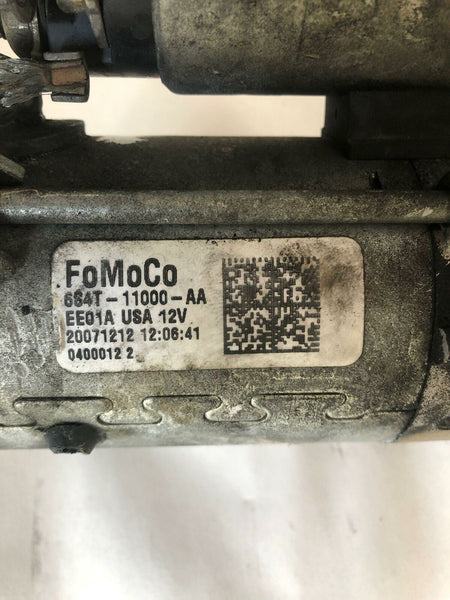 FoMoCo
6S4T-11000-AA
EE01A USA 12V
20071212 12:06:41
0400012 2